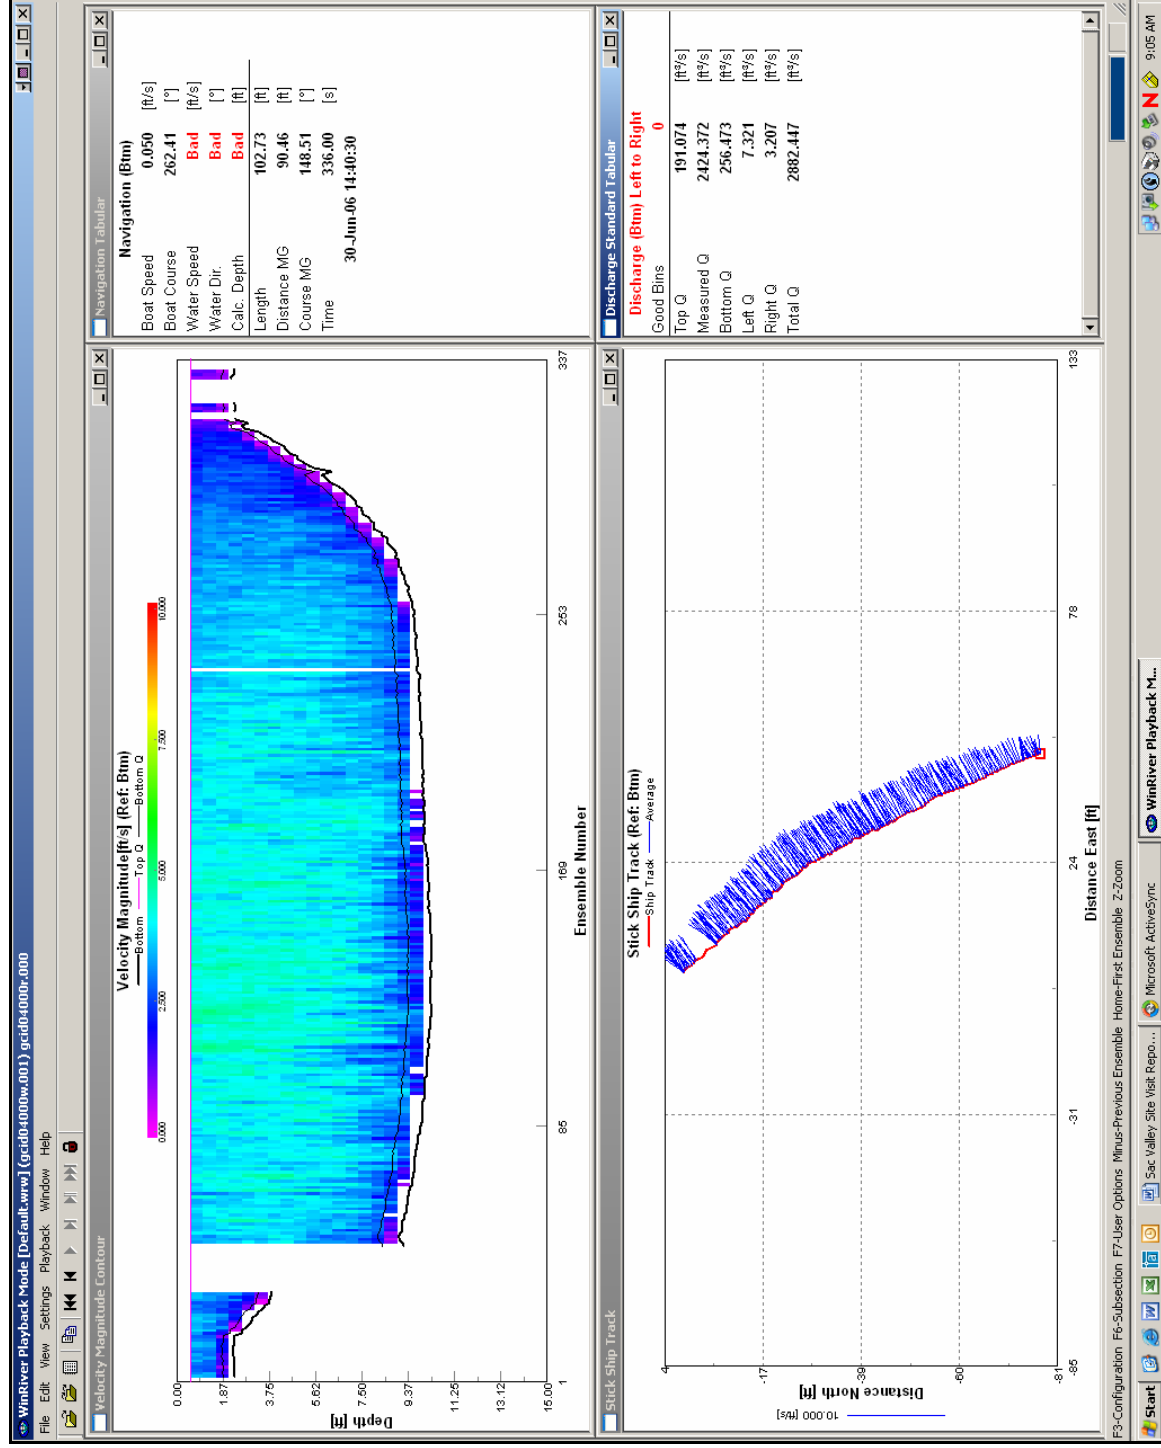 WinRiver Playback Mode [Default.wrw] (gcid04000w.001) gcid04000r.000
File Edit View Settings Playback Window Help
Velocity Magnitude Contour
Velocity Magnitude[ft/s] (Ref: Btm)
Bottom Top Q Bottom Q
0.000 2.500 5.000 7.500 10.000
0.00
1.87
3.75
5.62
7.50
9.37
11.25
13.12
15.00
Depth [ft]
1 85 169 253 337
Ensemble Number
Navigation Tabular
Navigation (Btm)
Boat Speed 0.050 [ft/s]
Boat Course 262.41 [°]
Water Speed Bad [ft/s]
Water Dir. Bad [°]
Calc. Depth Bad [ft]
Length 102.73 [ft]
Distance MG 90.46 [ft]
Course MG 148.51 [°]
Time 336.00 [s]
30-Jun-06 14:40:30
Stick Ship Track
Stick Ship Track (Ref: Btm)
Ship Track Average
4
-17
-39
-60
-81
Distance North [ft]
10.000 [ft/s]
-85 -31 24 78 133
Distance East [ft]
Discharge Standard Tabular
Discharge (Btm) Left to Right
Good Bins 0
Top Q 191.074 [ft³/s]
Measured Q 2424.372 [ft³/s]
Bottom Q 256.473 [ft³/s]
Left Q 7.321 [ft³/s]
Right Q 3.207 [ft³/s]
Total Q 2882.447 [ft³/s]
F3-Configuration F6-Subsection F7-User Options Minus-Previous Ensemble Home-First Ensemble Z-Zoom
Start Sac Valley Site Visit Repo... Microsoft ActiveSync WinRiver Playback M... 9:05 AM